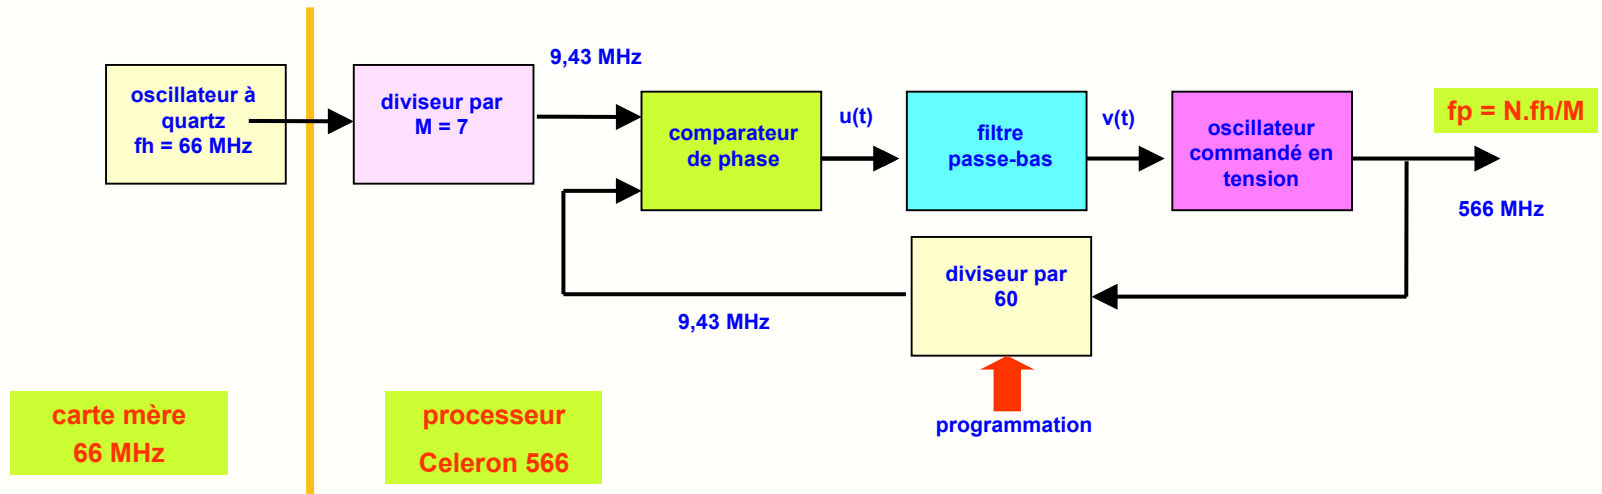 oscillateur à
quartz
fh = 66 MHz
diviseur par
M = 7
9,43 MHz
comparateur
de phase
u(t)
filtre
passe-bas
v(t)
oscillateur
commandé en
tension
fp = N.fh/M
566 MHz
diviseur par
60
9,43 MHz
programmation
carte mère
66 MHz
processeur
Celeron 566